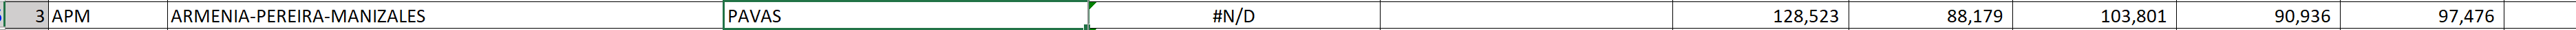 3 APM ARMENIA-PEREIRA-MANIZALES PAVAS #N/D 128,523 88,179 103,801 90,936 97,476